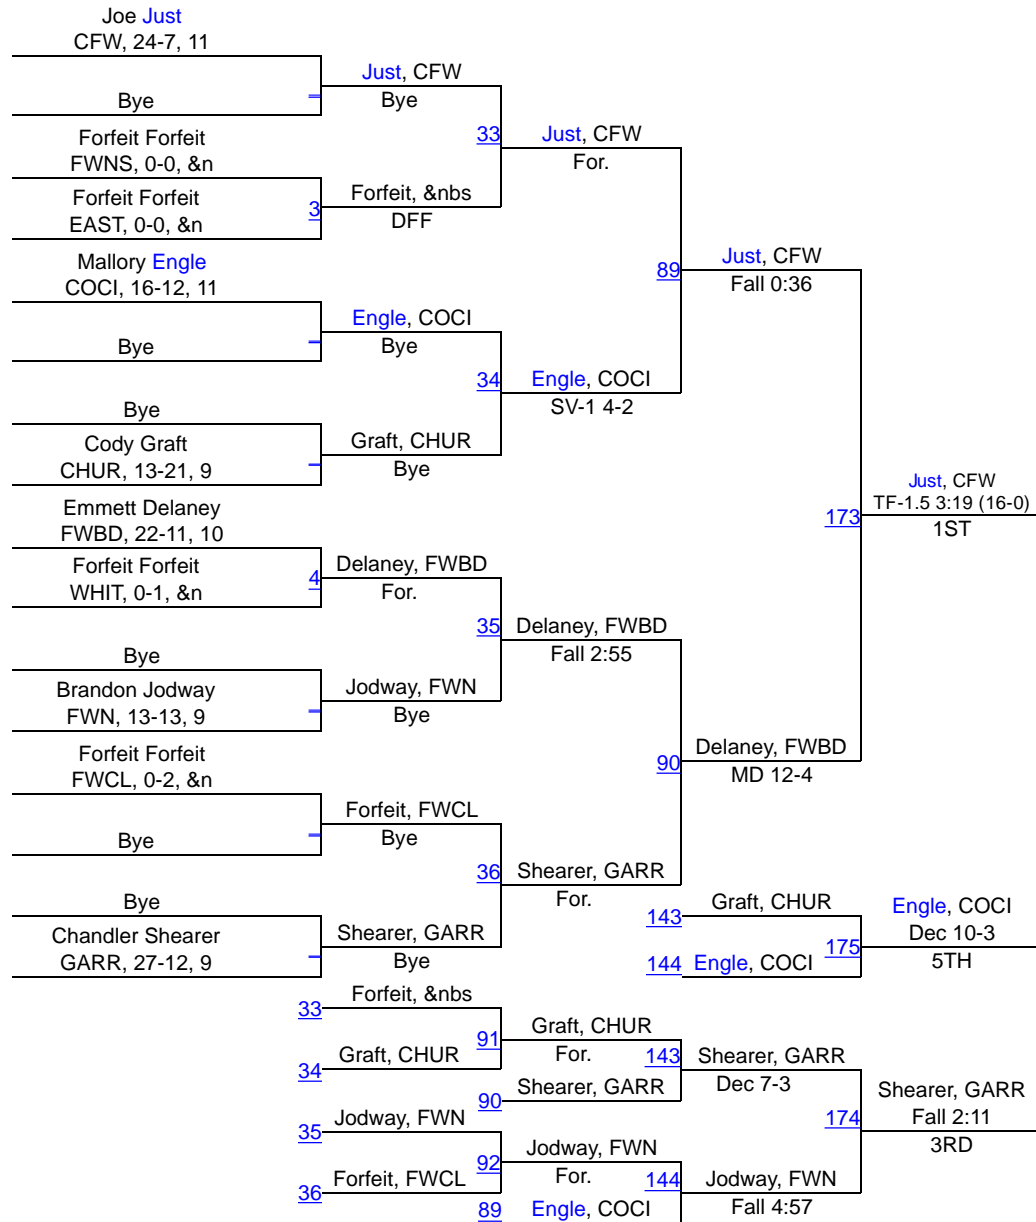 Joe Just
CFW, 24-7, 11
Just, CFW
Bye
Bye
33
Just, CFW
For.
Forfeit Forfeit
FWNS, 0-0, &n
Forfeit, &nbs
DFF
3
Forfeit Forfeit
EAST, 0-0, &n
89
Just, CFW
Fall 0:36
Mallory Engle
COCI, 16-12, 11
Engle, COCI
Bye
Bye
34
Engle, COCI
SV-1 4-2
Bye
Graft, CHUR
Bye
Cody Graft
CHUR, 13-21, 9
173
Just, CFW
TF-1.5 3:19 (16-0)
1ST
Emmett Delaney
FWBD, 22-11, 10
Delaney, FWBD
For.
4
Forfeit Forfeit
WHIT, 0-1, &n
35
Delaney, FWBD
Fall 2:55
Bye
Jodway, FWN
Bye
Brandon Jodway
FWN, 13-13, 9
90
Delaney, FWBD
MD 12-4
Forfeit Forfeit
FWCL, 0-2, &n
Forfeit, FWCL
Bye
Bye
36
Shearer, GARR
For.
Bye
Shearer, GARR
Bye
Chandler Shearer
GARR, 27-12, 9
143
Graft, CHUR
144
Engle, COCI
175
Engle, COCI
Dec 10-3
5TH
33
Forfeit, &nbs
34
Graft, CHUR
91
Graft, CHUR
For.
90
Shearer, GARR
143
Shearer, GARR
Dec 7-3
35
Jodway, FWN
36
Forfeit, FWCL
92
Jodway, FWN
For.
89
Engle, COCI
144
Jodway, FWN
Fall 4:57
174
Shearer, GARR
Fall 2:11
3RD